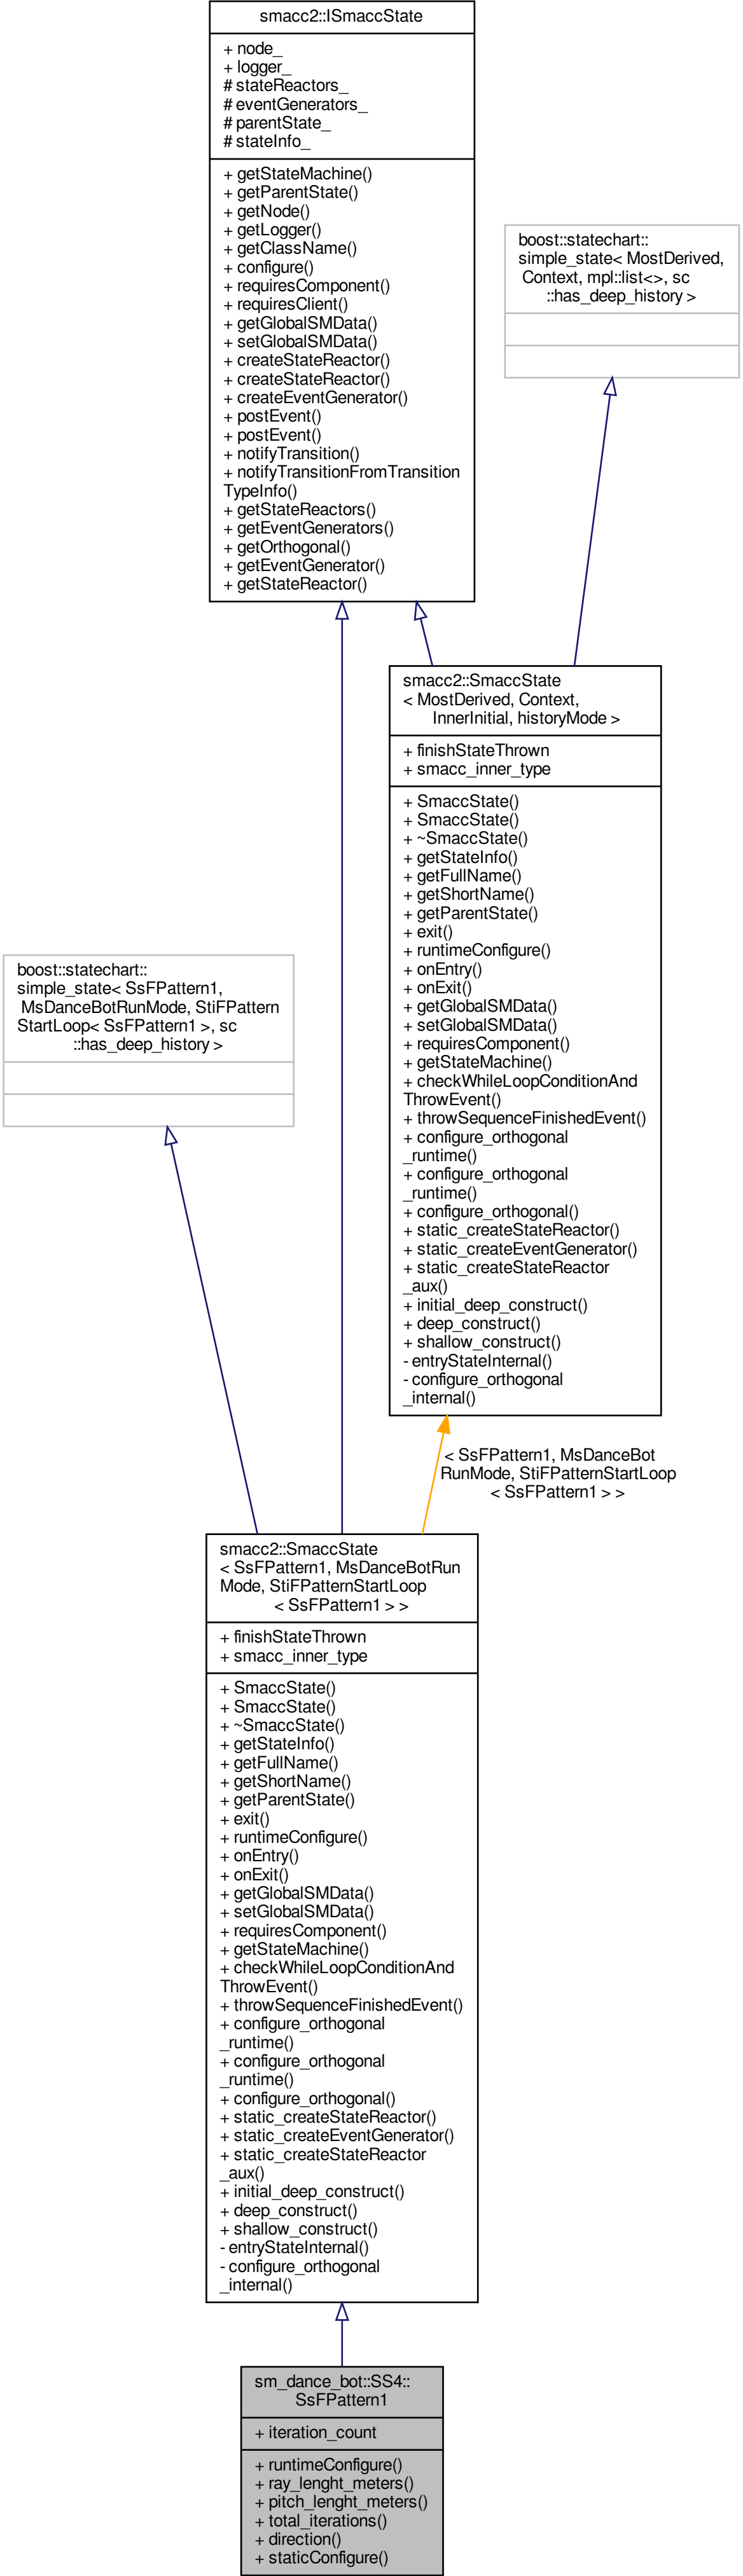 smacc2::ISmaccState
+ node_
+ logger_
# stateReactors_
# eventGenerators_
# parentState_
# stateInfo_
+ getStateMachine()
+ getParentState()
+ getNode()
+ getLogger()
+ getClassName()
+ configure()
+ requiresComponent()
+ requiresClient()
+ getGlobalSMData()
+ setGlobalSMData()
+ createStateReactor()
+ createStateReactor()
+ createEventGenerator()
+ postEvent()
+ postEvent()
+ notifyTransition()
+ notifyTransitionFromTransition
TypeInfo()
+ getStateReactors()
+ getEventGenerators()
+ getOrthogonal()
+ getEventGenerator()
+ getStateReactor()
boost::statechart::
simple_state< MostDerived,
Context, mpl::list<>, sc
::has_deep_history >
smacc2::SmaccState
< MostDerived, Context,
InnerInitial, historyMode >
+ finishStateThrown
+ smacc_inner_type
+ SmaccState()
+ SmaccState()
+ ~SmaccState()
+ getStateInfo()
+ getFullName()
+ getShortName()
+ getParentState()
+ exit()
+ runtimeConfigure()
+ onEntry()
+ onExit()
+ getGlobalSMData()
+ setGlobalSMData()
+ requiresComponent()
+ getStateMachine()
+ checkWhileLoopConditionAnd
ThrowEvent()
+ throwSequenceFinishedEvent()
+ configure_orthogonal
_runtime()
+ configure_orthogonal
_runtime()
+ configure_orthogonal()
+ static_createStateReactor()
+ static_createEventGenerator()
+ static_createStateReactor
_aux()
+ initial_deep_construct()
+ deep_construct()
+ shallow_construct()
- entryStateInternal()
- configure_orthogonal
_internal()
boost::statechart::
simple_state< SsFPattern1,
MsDanceBotRunMode, StiFPattern
StartLoop< SsFPattern1 >, sc
::has_deep_history >
< SsFPattern1, MsDanceBot
RunMode, StiFPatternStartLoop
< SsFPattern1 > >
smacc2::SmaccState
< SsFPattern1, MsDanceBotRun
Mode, StiFPatternStartLoop
< SsFPattern1 > >
+ finishStateThrown
+ smacc_inner_type
+ SmaccState()
+ SmaccState()
+ ~SmaccState()
+ getStateInfo()
+ getFullName()
+ getShortName()
+ getParentState()
+ exit()
+ runtimeConfigure()
+ onEntry()
+ onExit()
+ getGlobalSMData()
+ setGlobalSMData()
+ requiresComponent()
+ getStateMachine()
+ checkWhileLoopConditionAnd
ThrowEvent()
+ throwSequenceFinishedEvent()
+ configure_orthogonal
_runtime()
+ configure_orthogonal
_runtime()
+ configure_orthogonal()
+ static_createStateReactor()
+ static_createEventGenerator()
+ static_createStateReactor
_aux()
+ initial_deep_construct()
+ deep_construct()
+ shallow_construct()
- entryStateInternal()
- configure_orthogonal
_internal()
sm_dance_bot::SS4::
SsFPattern1
+ iteration_count
+ runtimeConfigure()
+ ray_lenght_meters()
+ pitch_lenght_meters()
+ total_iterations()
+ direction()
+ staticConfigure()